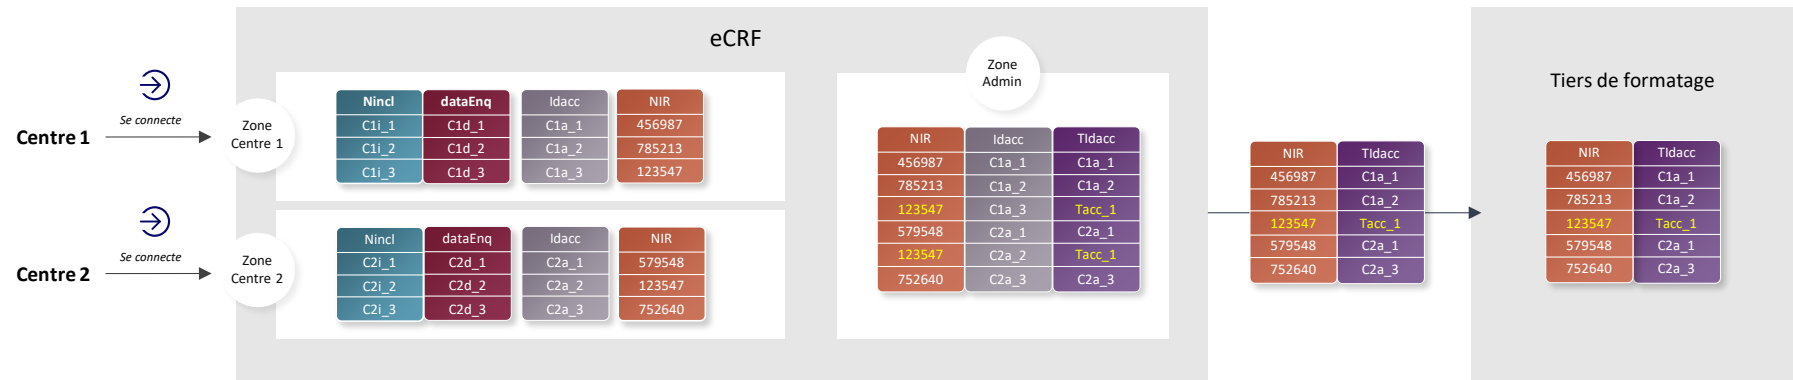 eCRF
Centre 1
Se connecte
Zone
Centre 1
Nincl dataEnq Idacc NIR
C1i_1 C1d_1 C1a_1 456987
C1i_2 C1d_2 C1a_2 785213
C1i_3 C1d_3 C1a_3 123547
Centre 2
Se connecte
Zone
Centre 2
Nincl dataEnq Idacc NIR
C2i_1 C2d_1 C2a_1 579548
C2i_2 C2d_2 C2a_2 123547
C2i_3 C2d_3 C2a_3 752640
Zone
Admin
NIR Idacc TIdacc
456987 C1a_1 C1a_1
785213 C1a_2 C1a_2
123547 C1a_3 Tacc_1
579548 C2a_1 C2a_1
123547 C2a_2 Tacc_1
752640 C2a_3 C2a_3
NIR TIdacc
456987 C1a_1
785213 C1a_2
123547 Tacc_1
579548 C2a_1
752640 C2a_3
Tiers de formatage
NIR TIdacc
456987 C1a_1
785213 C1a_2
123547 Tacc_1
579548 C2a_1
752640 C2a_3